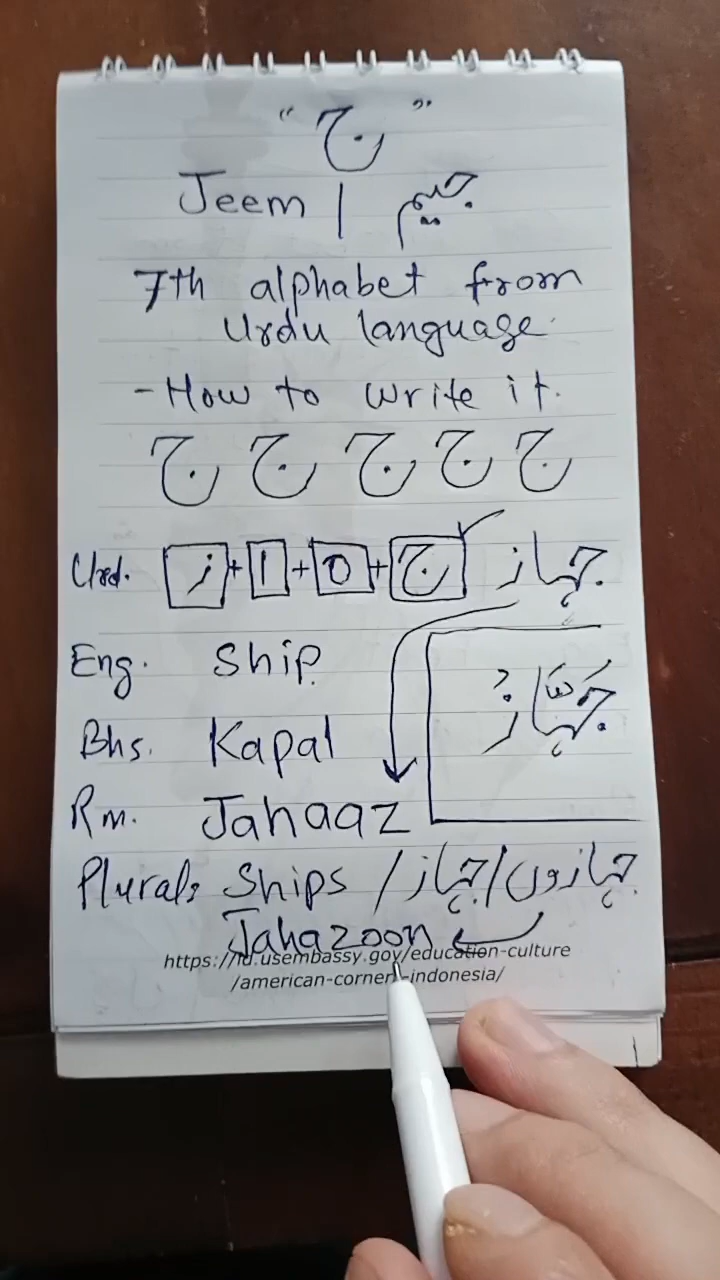 "ج"
Jeem | جیم
7th alphabet from
Urdu language.
- How to write it.
ج ج ج ج ج
Urd. ز + ا + ہ + ج جہاز
Eng. Ship.
Bhs. Kapal
جہاز
Rm. Jahaaz
Plural: Ships / جہازوں/جہاز
Jahazoon
https://id.usembassy.gov/education-culture
/american-corners-indonesia/